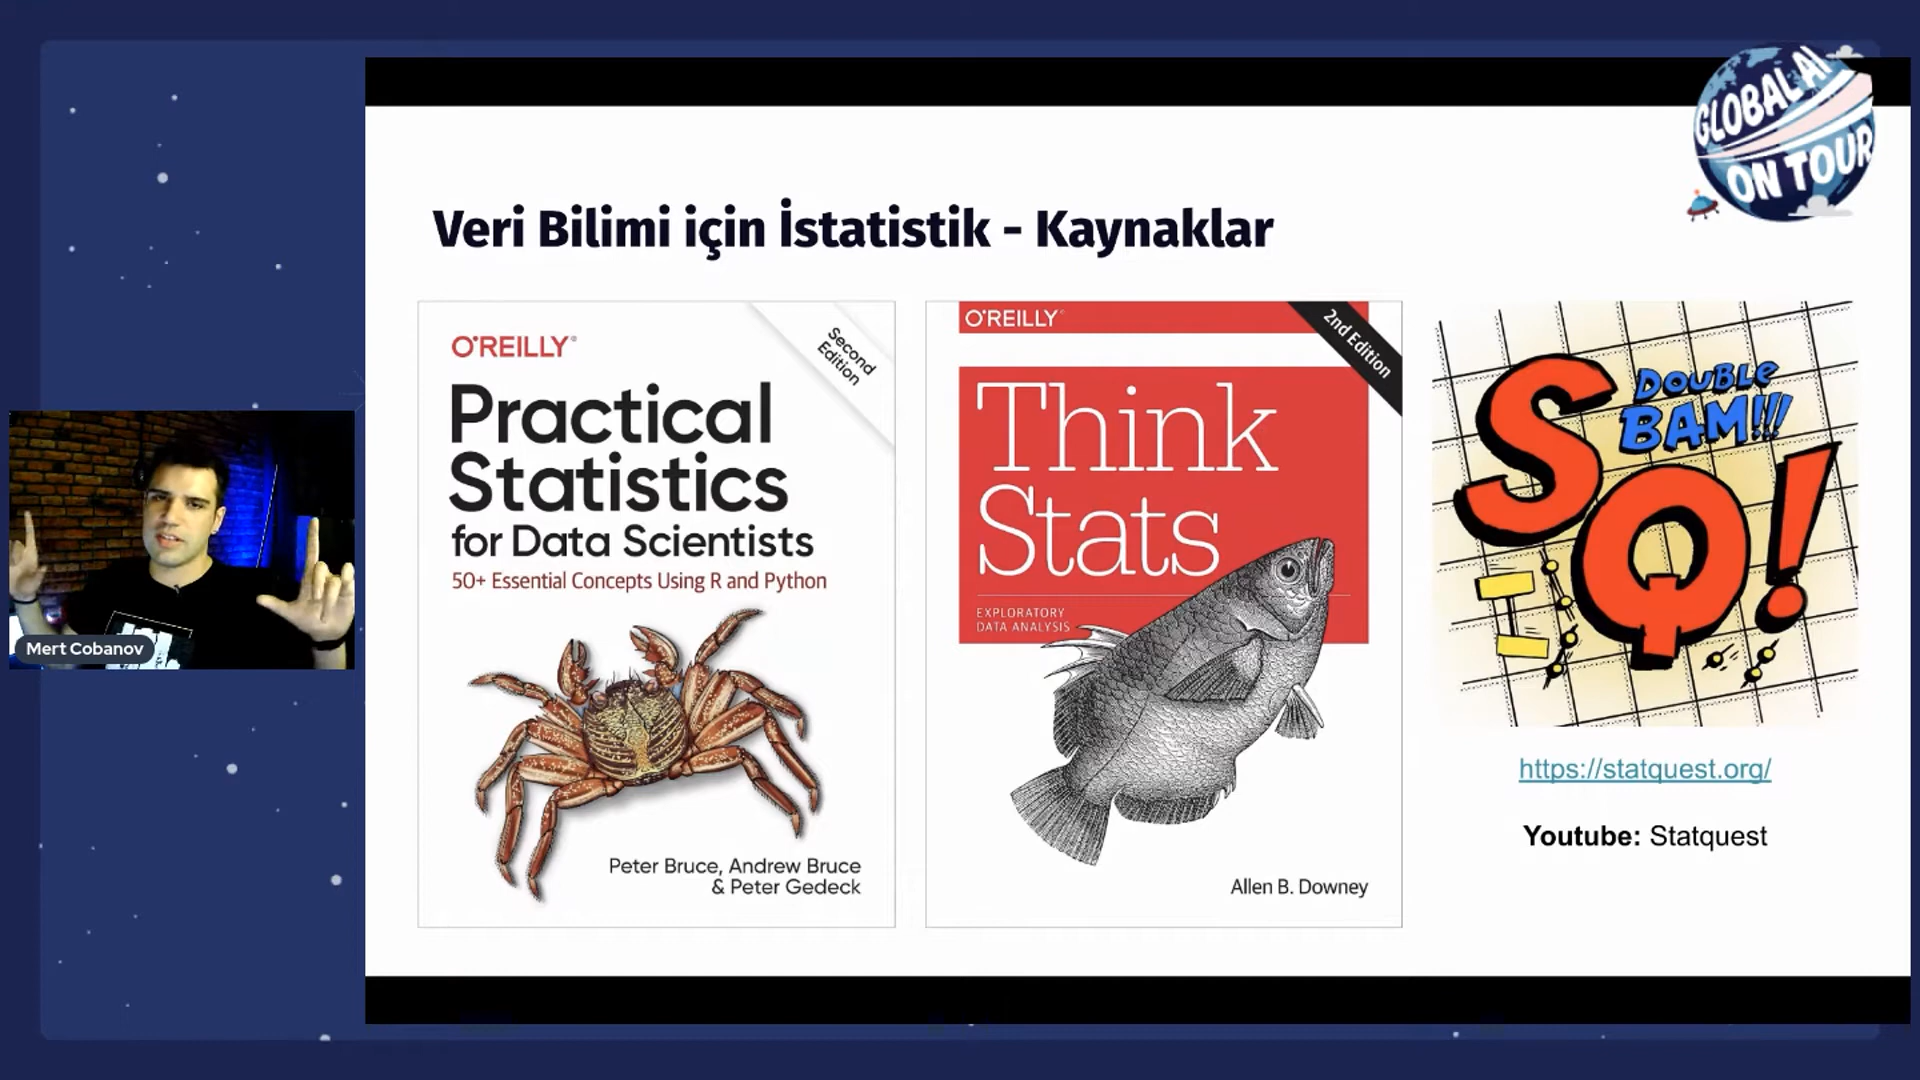 GLOBAL AI
ON TOUR
Veri Bilimi için İstatistik - Kaynaklar
O'REILLY®
Second
Edition
Practical
Statistics
for Data Scientists
50+ Essential Concepts Using R and Python
Peter Bruce, Andrew Bruce
& Peter Gedeck
O'REILLY®
2nd Edition
Think
Stats
EXPLORATORY
DATA ANALYSIS
Allen B. Downey
DOUBLE
BAM!!!
SQ!
https://statquest.org/
Youtube: Statquest
Mert Cobanov